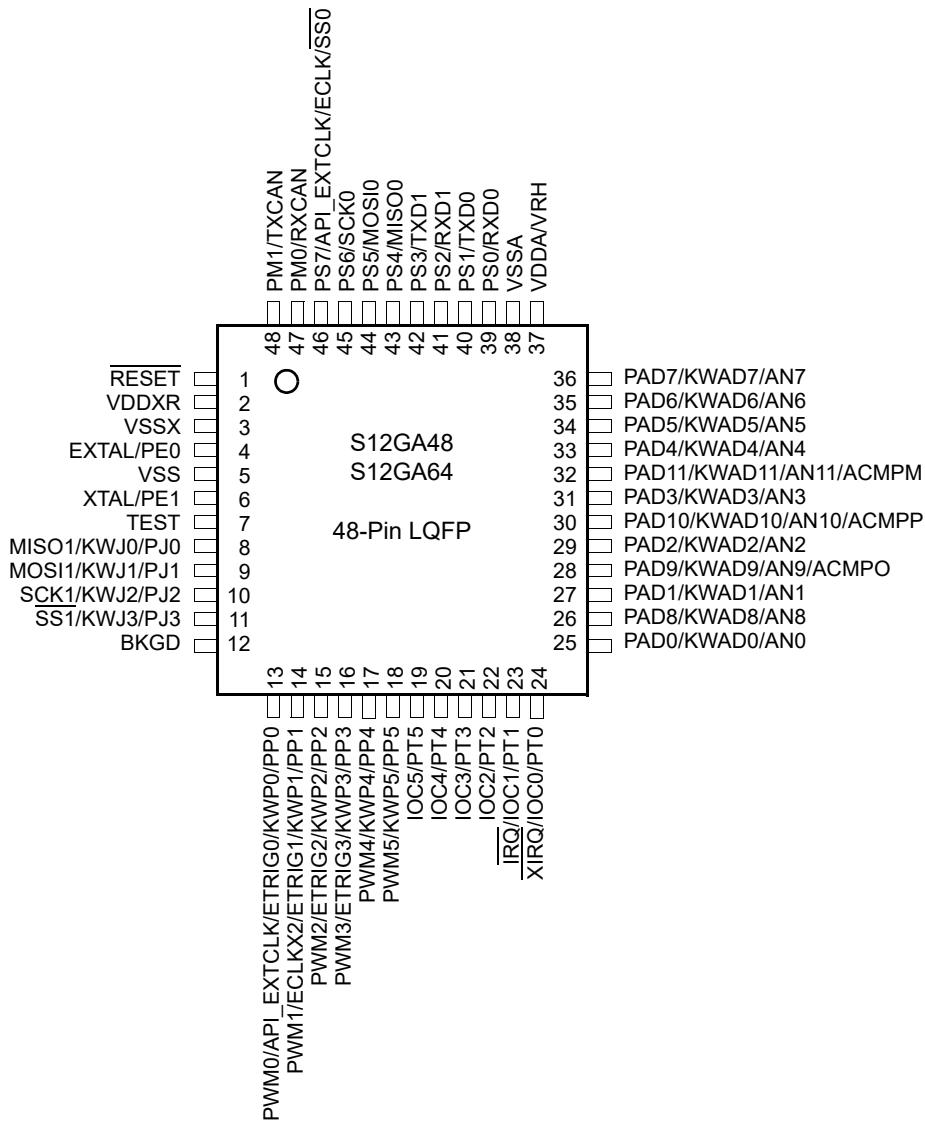 PM1/TXCAN
PM0/RXCAN
PS7/API_EXTCLK/ECLK/SS0
PS6/SCK0
PS5/MOSI0
PS4/MISO0
PS3/TXD1
PS2/RXD1
PS1/TXD0
PS0/RXD0
VSSA
VDDA/VRH
48
47
46
45
44
43
42
41
40
39
38
37
RESET 1
VDDXR 2
VSSX 3
EXTAL/PE0 4
VSS 5
XTAL/PE1 6
TEST 7
MISO1/KWJ0/PJ0 8
MOSI1/KWJ1/PJ1 9
SCK1/KWJ2/PJ2 10
SS1/KWJ3/PJ3 11
BKGD 12
S12GA48
S12GA64
48-Pin LQFP
36 PAD7/KWAD7/AN7
35 PAD6/KWAD6/AN6
34 PAD5/KWAD5/AN5
33 PAD4/KWAD4/AN4
32 PAD11/KWAD11/AN11/ACMPM
31 PAD3/KWAD3/AN3
30 PAD10/KWAD10/AN10/ACMPP
29 PAD2/KWAD2/AN2
28 PAD9/KWAD9/AN9/ACMPO
27 PAD1/KWAD1/AN1
26 PAD8/KWAD8/AN8
25 PAD0/KWAD0/AN0
13
14
15
16
17
18
19
20
21
22
23
24
PWM0/API_EXTCLK/ETRIG0/KWP0/PP0
PWM1/ECLKX2/ETRIG1/KWP1/PP1
PWM2/ETRIG2/KWP2/PP2
PWM3/ETRIG3/KWP3/PP3
PWM4/KWP4/PP4
PWM5/KWP5/PP5
IOC5/PT5
IOC4/PT4
IOC3/PT3
IOC2/PT2
IRQ/IOC1/PT1
XIRQ/IOC0/PT0